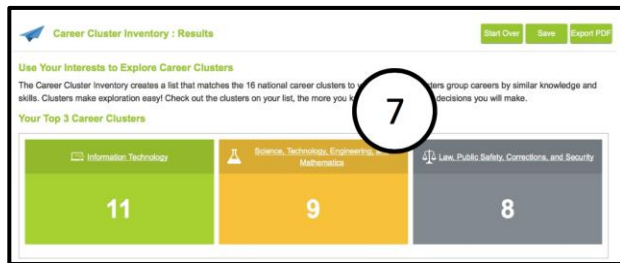 Career Cluster Inventory : Results
Start Over Save Export PDF
Use Your Interests to Explore Career Clusters
The Career Cluster Inventory creates a list that matches the 16 national career clusters to group careers by similar knowledge and
skills. Clusters make exploration easy! Check out the clusters on your list, the more you decisions you will make.
7
Your Top 3 Career Clusters
Information Technology
Science, Technology, Engineering,
Mathematics
Law, Public Safety, Corrections, and Security
11
9
8